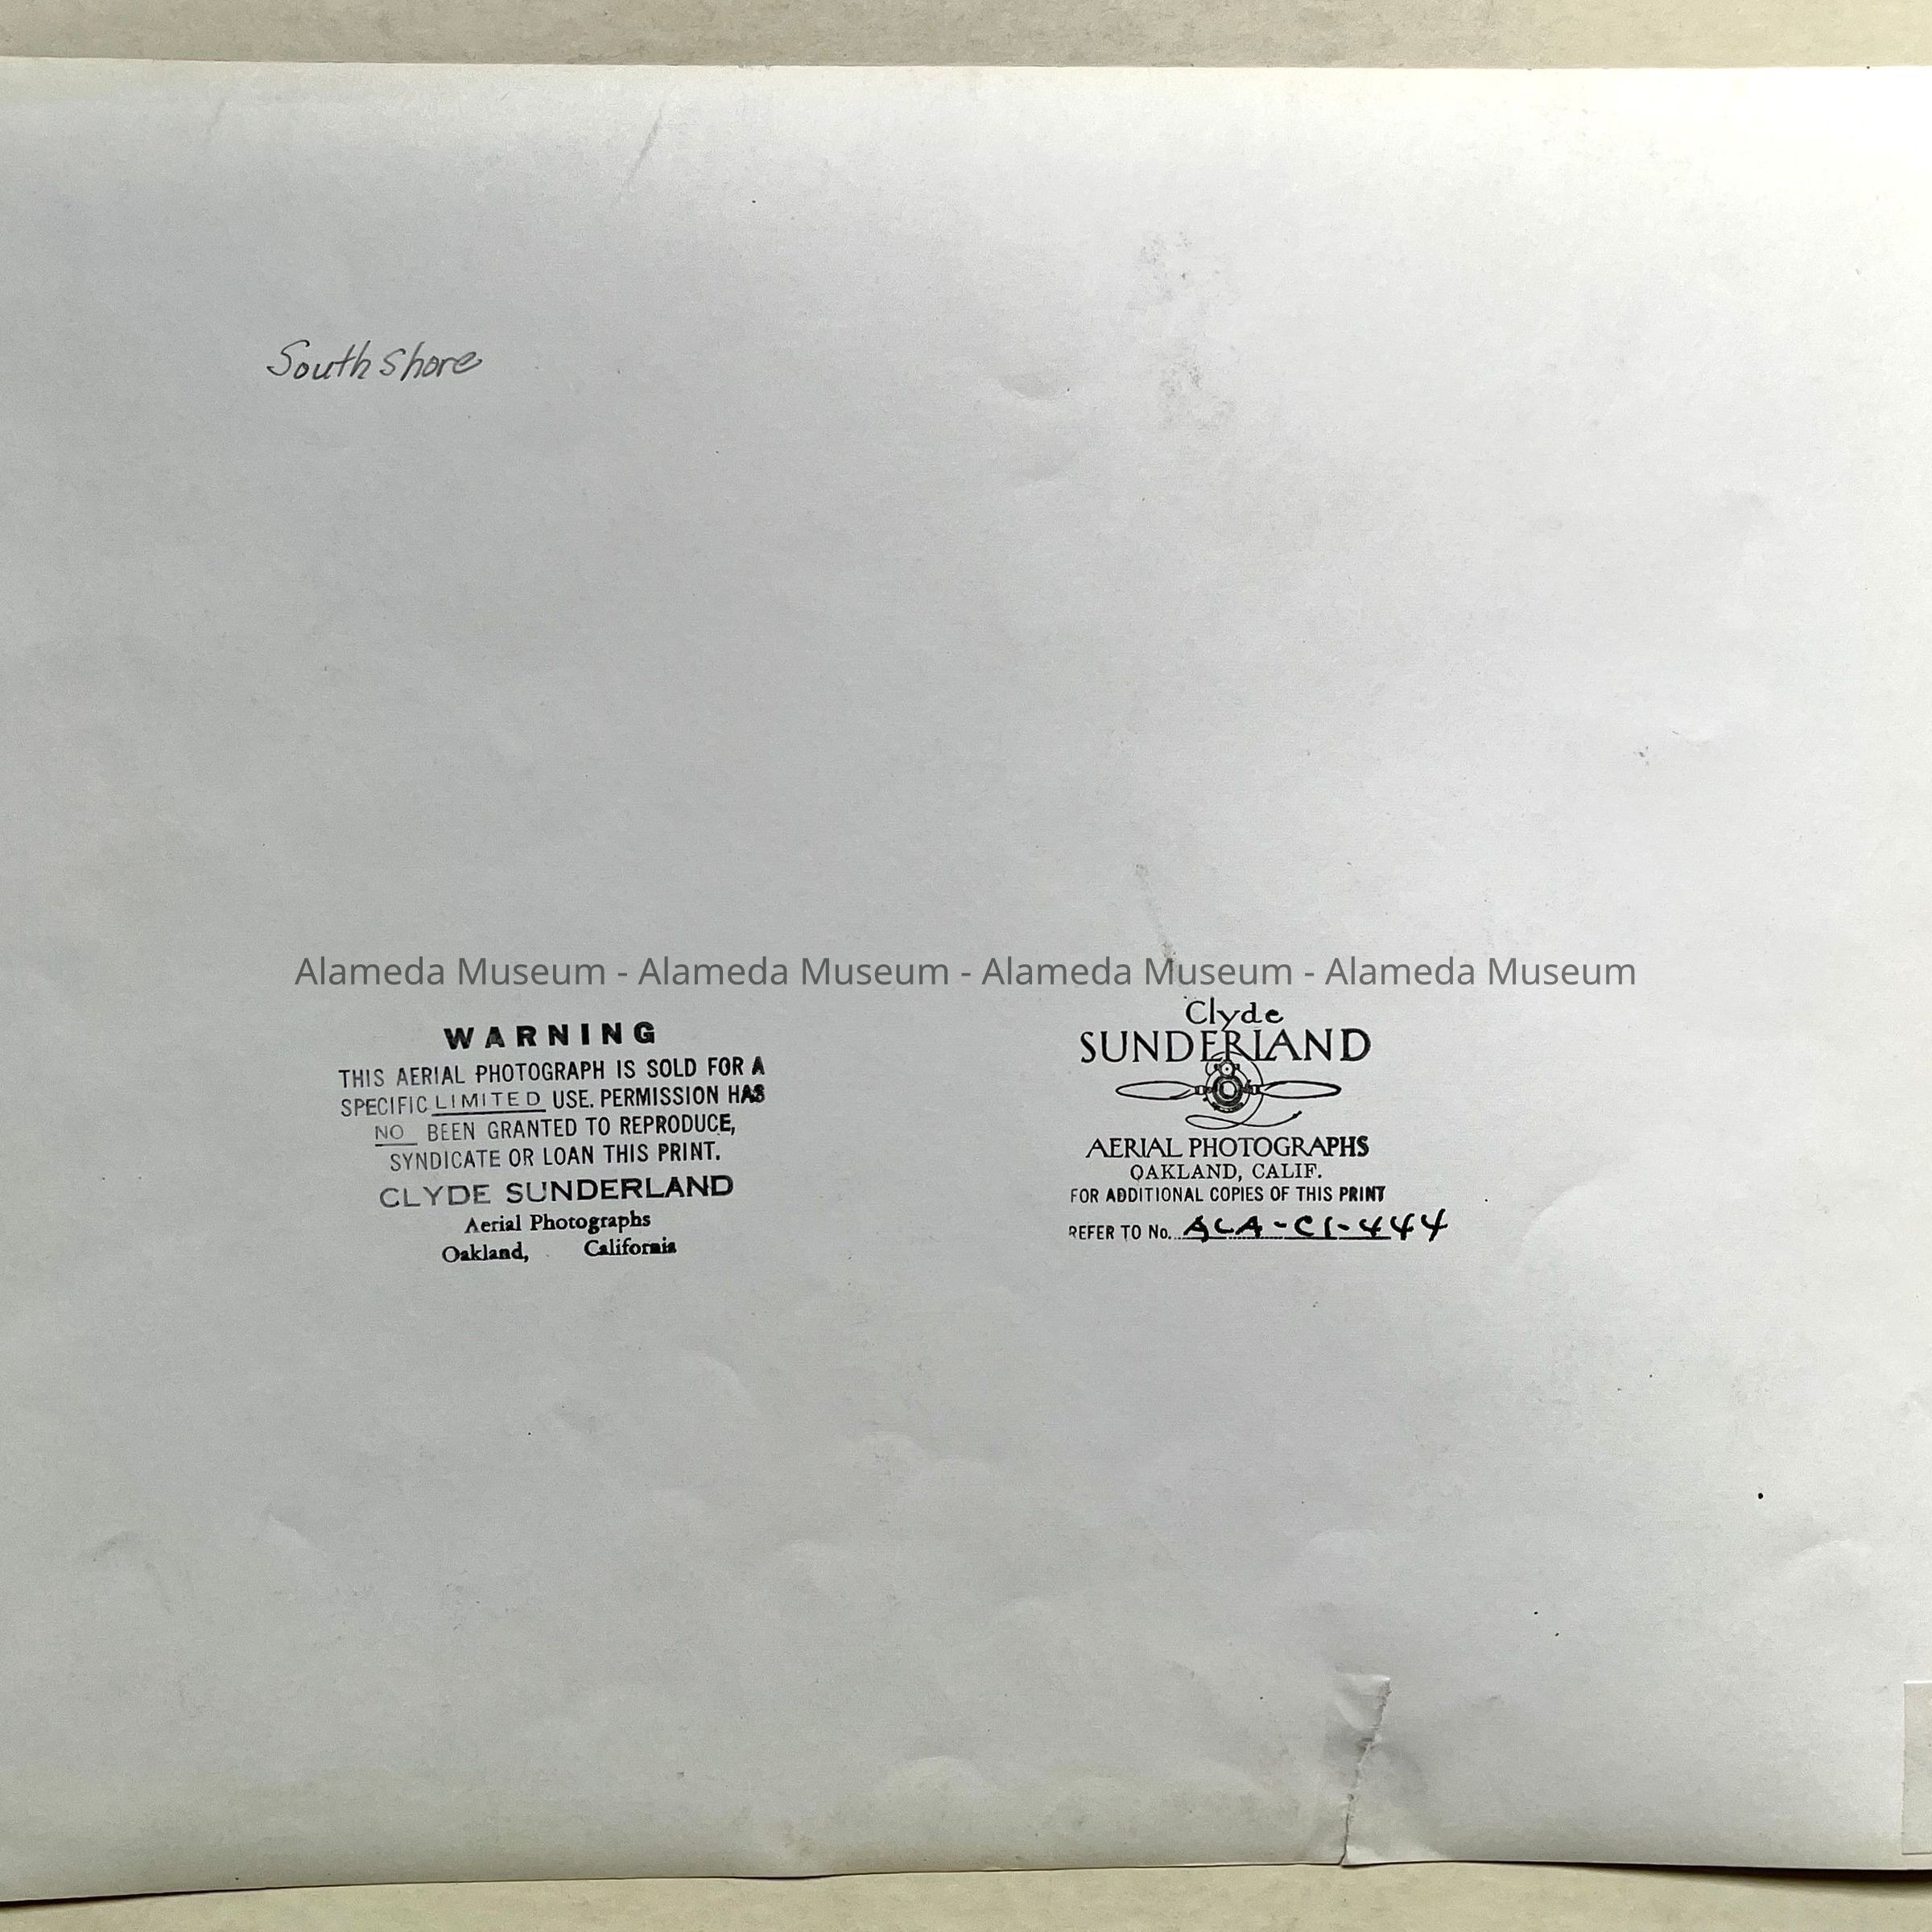 South Shore
Alameda Museum - Alameda Museum - Alameda Museum - Alameda Museum
WARNING
THIS AERIAL PHOTOGRAPH IS SOLD FOR A
SPECIFIC LIMITED USE. PERMISSION HAS
NO BEEN GRANTED TO REPRODUCE,
SYNDICATE OR LOAN THIS PRINT.
CLYDE SUNDERLAND
Aerial Photographs
Oakland, California
Clyde
SUNDERLAND
AERIAL PHOTOGRAPHS
OAKLAND, CALIF.
FOR ADDITIONAL COPIES OF THIS PRINT
REFER TO No. ALA-C1-444